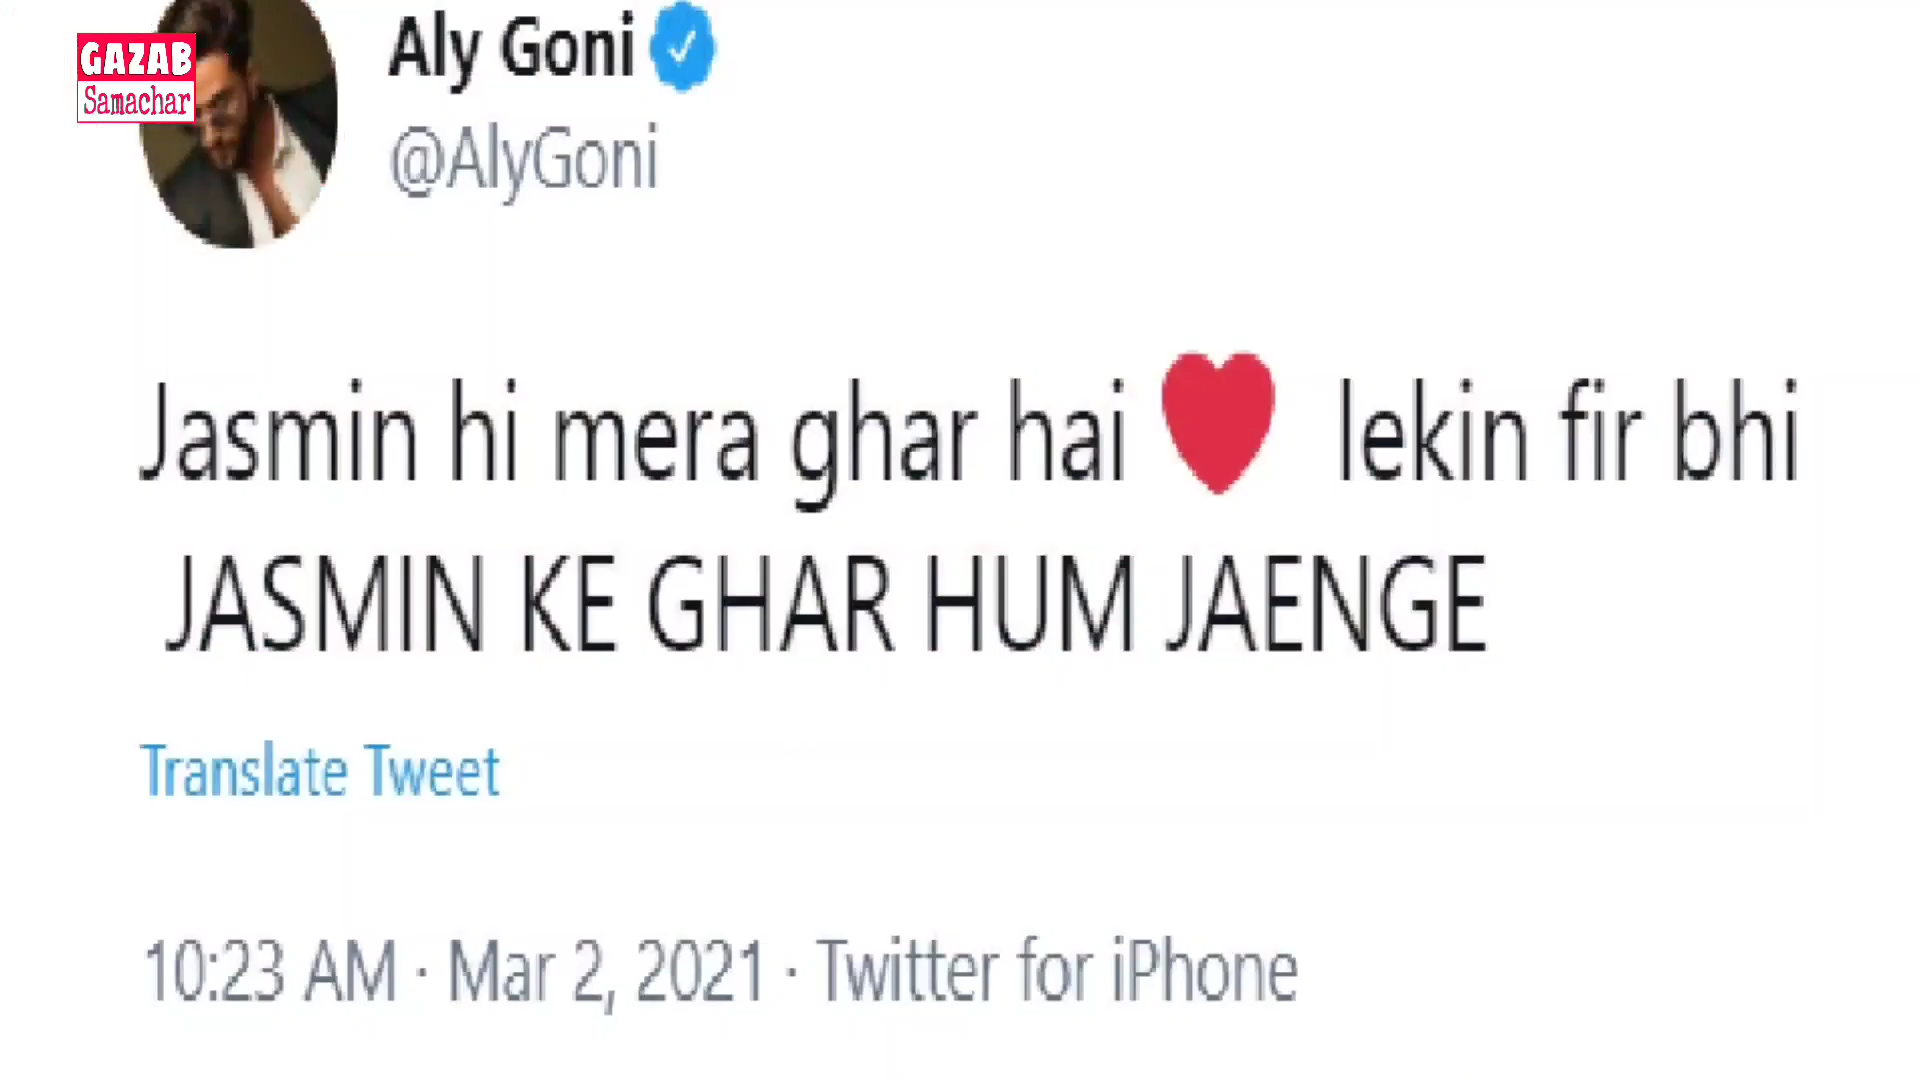 GAZAB
Samachar
Aly Goni
@AlyGoni
Jasmin hi mera ghar hai ❤ lekin fir bhi
JASMIN KE GHAR HUM JAENGE
Translate Tweet
10:23 AM · Mar 2, 2021 · Twitter for iPhone